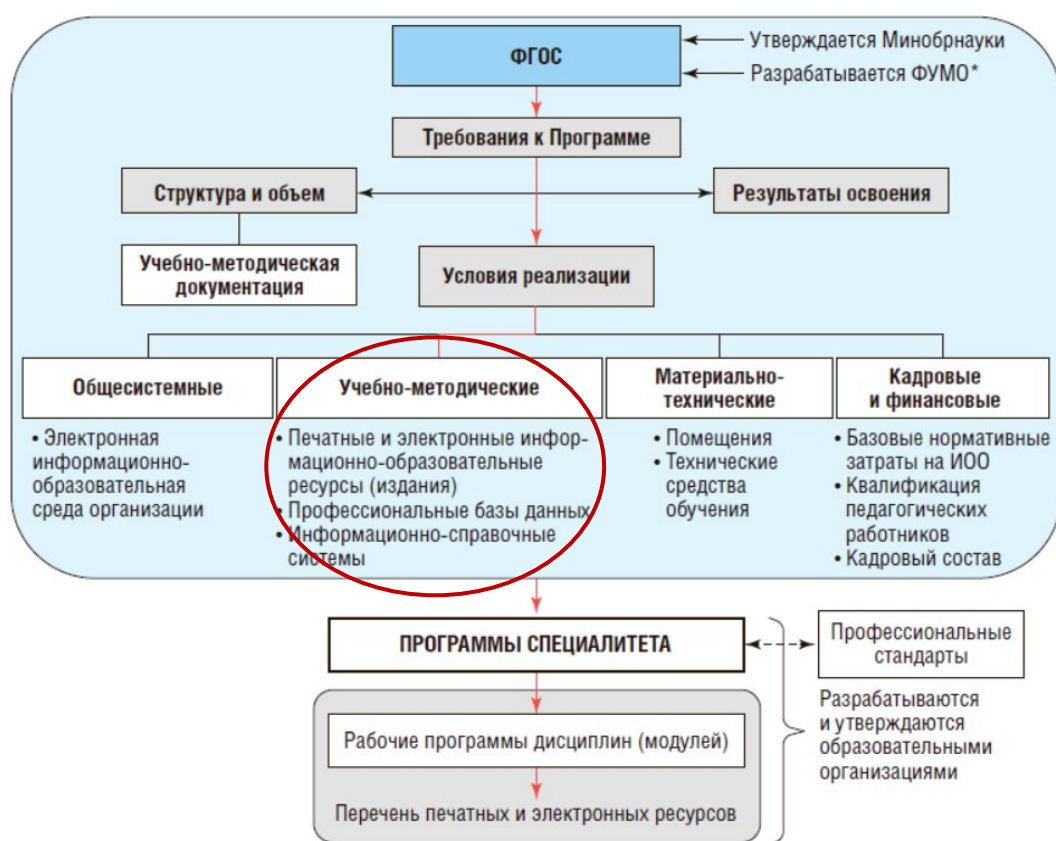 ФГОС
Утверждается Минобрнауки
Разрабатывается ФУМО*
Требования к Программе
Структура и объем
Результаты освоения
Учебно-методическая
документация
Условия реализации
Общесистемные
• Электронная
информационно-
образовательная
среда организации
Учебно-методические
• Печатные и электронные инфор-
мационно-образовательные
ресурсы (издания)
• Профессиональные базы данных
• Информационно-справочные
системы
Материально-
технические
• Помещения
• Технические
средства
обучения
Кадровые
и финансовые
• Базовые нормативные
затраты на ИОО
• Квалификация
педагогических
работников
• Кадровый состав
ПРОГРАММЫ СПЕЦИАЛИТЕТА
Профессиональные
стандарты
Рабочие программы дисциплин (модулей)
Перечень печатных и электронных ресурсов
Разрабатываются
и утверждаются
образовательными
организациями